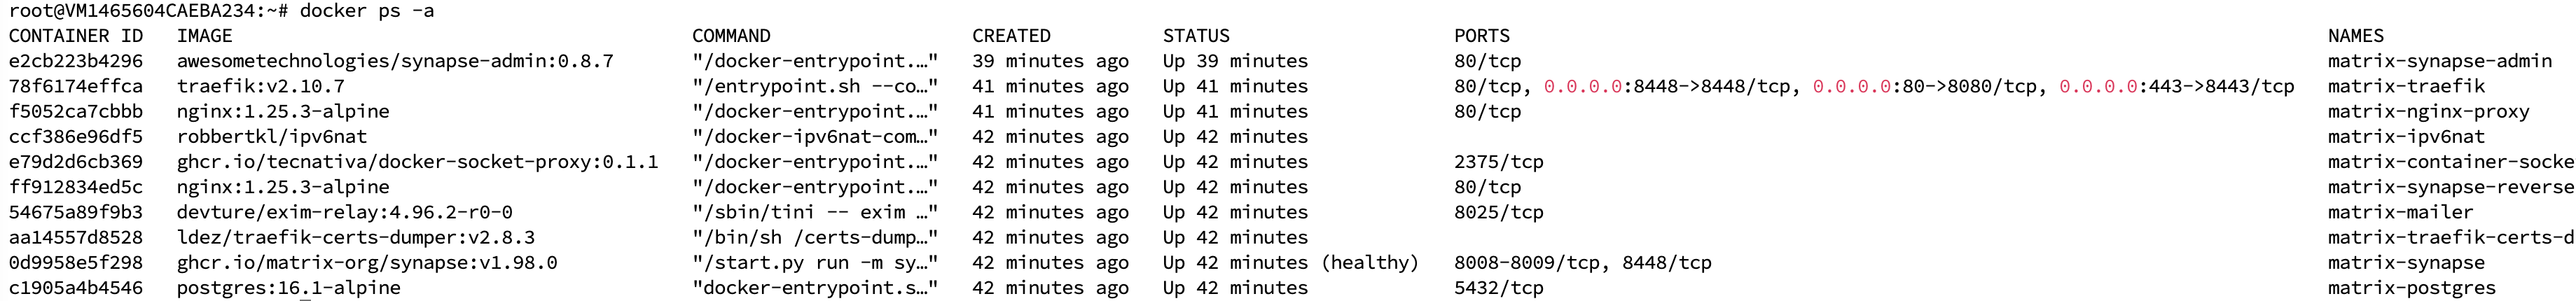 root@VM1465604CAEBA234:~# docker ps -a
CONTAINER ID   IMAGE                                        COMMAND                  CREATED          STATUS                    PORTS                                                                    NAMES
e2cb223b4296   awesometechnologies/synapse-admin:0.8.7      "/docker-entrypoint.…"   39 minutes ago   Up 39 minutes             80/tcp                                                                   matrix-synapse-admin
78f6174effca   traefik:v2.10.7                              "/entrypoint.sh --co…"   41 minutes ago   Up 41 minutes             80/tcp, 0.0.0.0:8448->8448/tcp, 0.0.0.0:80->8080/tcp, 0.0.0.0:443->8443/tcp   matrix-traefik
f5052ca7cbbb   nginx:1.25.3-alpine                          "/docker-entrypoint.…"   41 minutes ago   Up 41 minutes             80/tcp                                                                   matrix-nginx-proxy
ccf386e96df5   robbertkl/ipv6nat                            "/docker-ipv6nat-com…"   42 minutes ago   Up 42 minutes                                                                                      matrix-ipv6nat
e79d2d6cb369   ghcr.io/tecnativa/docker-socket-proxy:0.1.1   "/docker-entrypoint.…"   42 minutes ago   Up 42 minutes             2375/tcp                                                                 matrix-container-socke
ff912834ed5c   nginx:1.25.3-alpine                          "/docker-entrypoint.…"   42 minutes ago   Up 42 minutes             80/tcp                                                                   matrix-synapse-reverse
54675a89f9b3   devture/exim-relay:4.96.2-r0-0               "/sbin/tini -- exim …"   42 minutes ago   Up 42 minutes             8025/tcp                                                                 matrix-mailer
aa14557d8528   ldez/traefik-certs-dumper:v2.8.3             "/bin/sh /certs-dump…"   42 minutes ago   Up 42 minutes                                                                                      matrix-traefik-certs-d
0d9958e5f298   ghcr.io/matrix-org/synapse:v1.98.0           "/start.py run -m sy…"   42 minutes ago   Up 42 minutes (healthy)   8008-8009/tcp, 8448/tcp                                                  matrix-synapse
c1905a4b4546   postgres:16.1-alpine                         "docker-entrypoint.s…"   42 minutes ago   Up 42 minutes             5432/tcp                                                                 matrix-postgres